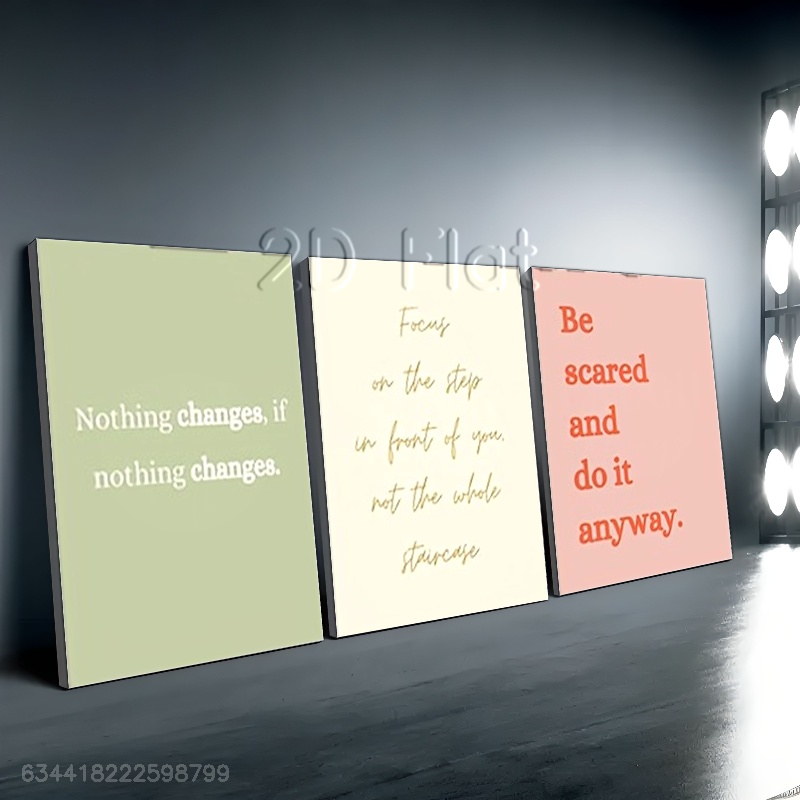 2D Flat
Nothing changes, if
nothing changes.
Focus
on the step
in front of you,
not the whole
staircase
Be
scared
and
do it
anyway.
634418222598799